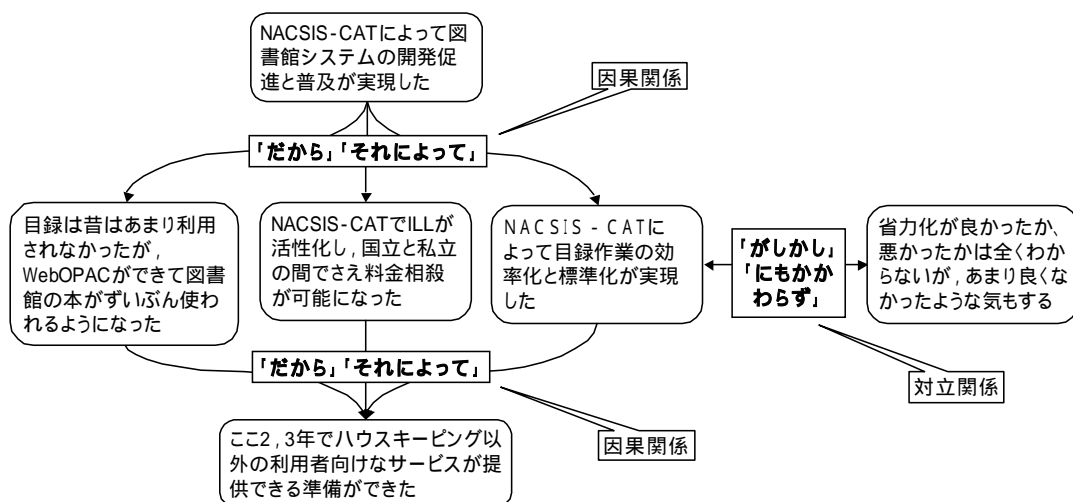 NACSIS-CATによって図
書館システムの開発促
進と普及が実現した
因果関係
「だから」「それによって」
目録は昔はあまり利用
されなかったが，
WebOPACができて図書
館の本がずいぶん使わ
れるようになった
NACSIS-CATでILLが
活性化し，国立と私立
の間でさえ料金相殺
が可能になった
NACSIS-CATに
よって目録作業の効
率化と標準化が実現
した
「がしかし」
「にもかか
わらず」
省力化が良かったか、
悪かったかは全くわか
らないが，あまり良くな
かったような気もする
「だから」「それによって」
対立関係
因果関係
ここ2，3年でハウスキーピング以
外の利用者向けなサービスが提
供できる準備ができた